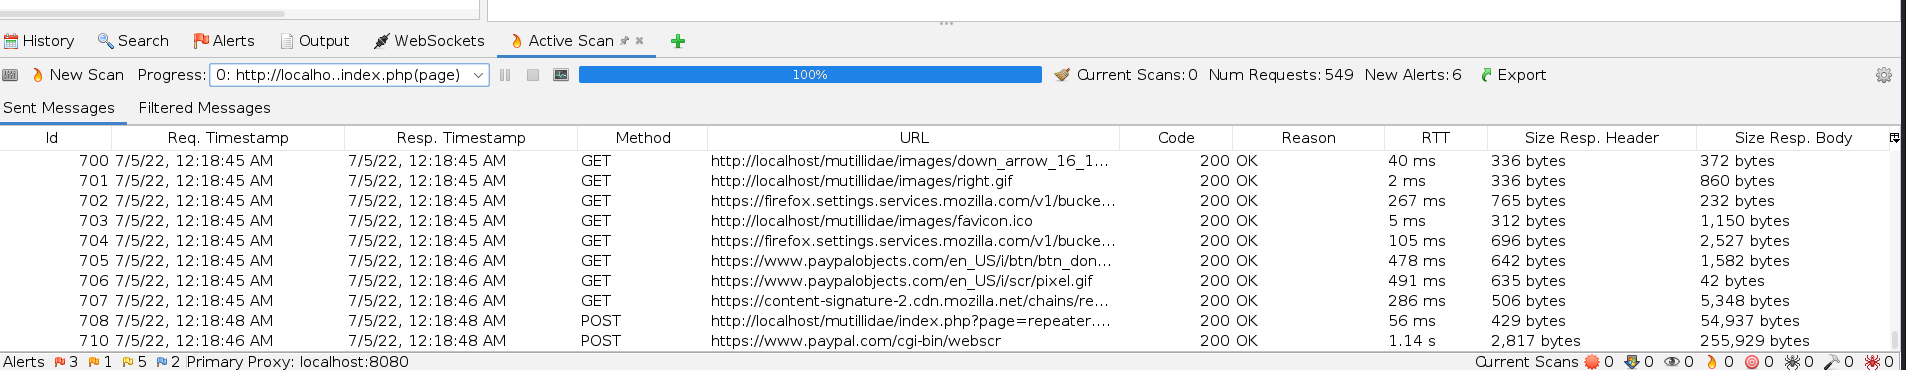 History Search Alerts Output WebSockets Active Scan
New Scan Progress: 0: http://localho..index.php(page) 100% Current Scans: 0 Num Requests: 549 New Alerts: 6 Export
Sent Messages Filtered Messages
Id Req. Timestamp Resp. Timestamp Method URL Code Reason RTT Size Resp. Header Size Resp. Body
700 7/5/22, 12:18:45 AM 7/5/22, 12:18:45 AM GET http://localhost/mutillidae/images/down_arrow_16_1... 200 OK 40 ms 336 bytes 372 bytes
701 7/5/22, 12:18:45 AM 7/5/22, 12:18:45 AM GET http://localhost/mutillidae/images/right.gif 200 OK 2 ms 336 bytes 860 bytes
702 7/5/22, 12:18:45 AM 7/5/22, 12:18:45 AM GET https://firefox.settings.services.mozilla.com/v1/bucke... 200 OK 267 ms 765 bytes 232 bytes
703 7/5/22, 12:18:45 AM 7/5/22, 12:18:45 AM GET http://localhost/mutillidae/images/favicon.ico 200 OK 5 ms 312 bytes 1,150 bytes
704 7/5/22, 12:18:45 AM 7/5/22, 12:18:45 AM GET https://firefox.settings.services.mozilla.com/v1/bucke... 200 OK 105 ms 696 bytes 2,527 bytes
705 7/5/22, 12:18:45 AM 7/5/22, 12:18:46 AM GET https://www.paypalobjects.com/en_US/i/btn/btn_don... 200 OK 478 ms 642 bytes 1,582 bytes
706 7/5/22, 12:18:45 AM 7/5/22, 12:18:46 AM GET https://www.paypalobjects.com/en_US/i/scr/pixel.gif 200 OK 491 ms 635 bytes 42 bytes
707 7/5/22, 12:18:45 AM 7/5/22, 12:18:46 AM GET https://content-signature-2.cdn.mozilla.net/chains/re... 200 OK 286 ms 506 bytes 5,348 bytes
708 7/5/22, 12:18:48 AM 7/5/22, 12:18:48 AM POST http://localhost/mutillidae/index.php?page=repeater.... 200 OK 56 ms 429 bytes 54,937 bytes
710 7/5/22, 12:18:46 AM 7/5/22, 12:18:48 AM POST https://www.paypal.com/cgi-bin/webscr 200 OK 1.14 s 2,817 bytes 255,929 bytes
Alerts 3 1 5 2 Primary Proxy: localhost:8080 Current Scans 0 0 0 0 0 0 0 0